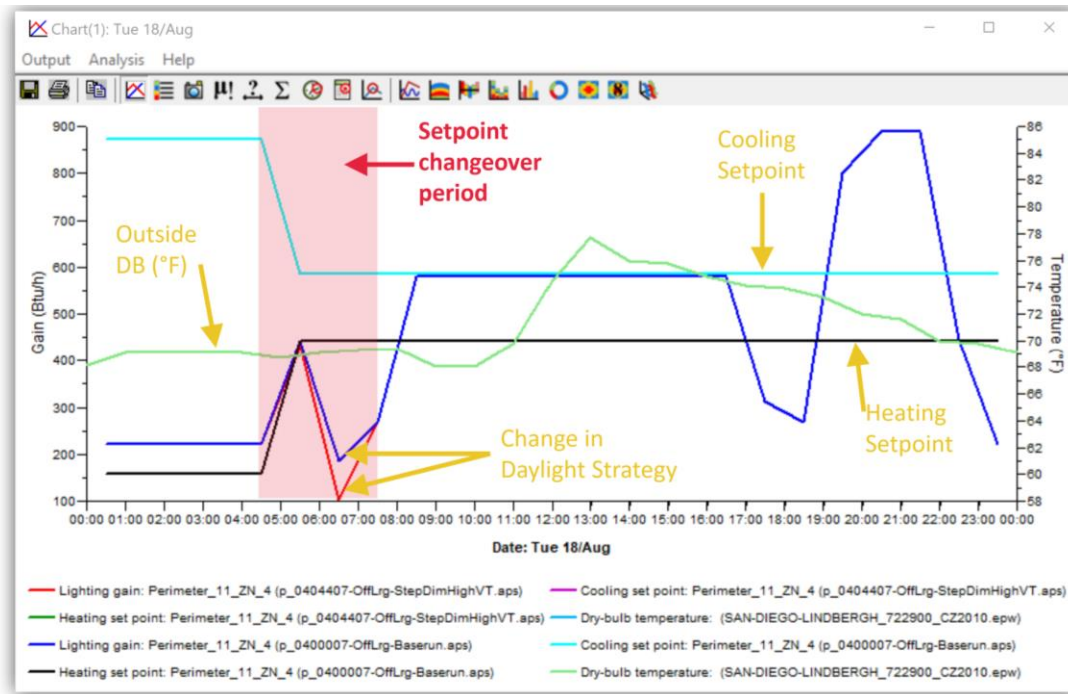 Chart(1): Tue 18/Aug
Output Analysis Help
μ! Σ
900
800
700
600
500
400
300
200
100
Gain (Btu/h)
86
84
82
80
78
76
74
72
70
68
66
64
62
60
58
Temperature (°F)
Setpoint
changeover
period
Cooling
Setpoint
Outside
DB (°F)
Heating
Setpoint
Change in
Daylight Strategy
00:00 01:00 02:00 03:00 04:00 05:00 06:00 07:00 08:00 09:00 10:00 11:00 12:00 13:00 14:00 15:00 16:00 17:00 18:00 19:00 20:00 21:00 22:00 23:00 00:00
Date: Tue 18/Aug
Lighting gain: Perimeter_11_ZN_4 (p_0404407-OffLrg-StepDimHighVT.aps)
Cooling set point: Perimeter_11_ZN_4 (p_0404407-OffLrg-StepDimHighVT.aps)
Heating set point: Perimeter_11_ZN_4 (p_0404407-OffLrg-StepDimHighVT.aps)
Dry-bulb temperature: (SAN-DIEGO-LINDBERGH_722900_CZ2010.epw)
Lighting gain: Perimeter_11_ZN_4 (p_0400007-OffLrg-Baserun.aps)
Cooling set point: Perimeter_11_ZN_4 (p_0400007-OffLrg-Baserun.aps)
Heating set point: Perimeter_11_ZN_4 (p_0400007-OffLrg-Baserun.aps)
Dry-bulb temperature: (SAN-DIEGO-LINDBERGH_722900_CZ2010.epw)